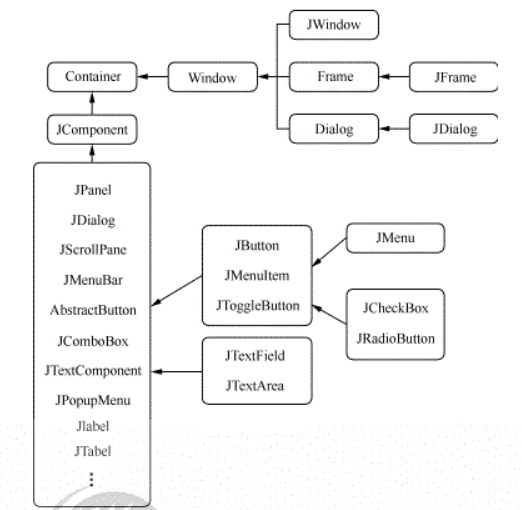 JWindow
Container
Window
Frame
JFrame
JComponent
Dialog
JDialog
JPanel
JDialog
JScrollPane
JMenuBar
AbstractButton
JComboBox
JTextComponent
JPopupMenu
Jlabel
JTabel
JButton
JMenuItem
JToggleButton
JMenu
JCheckBox
JRadioButton
JTextField
JTextArea